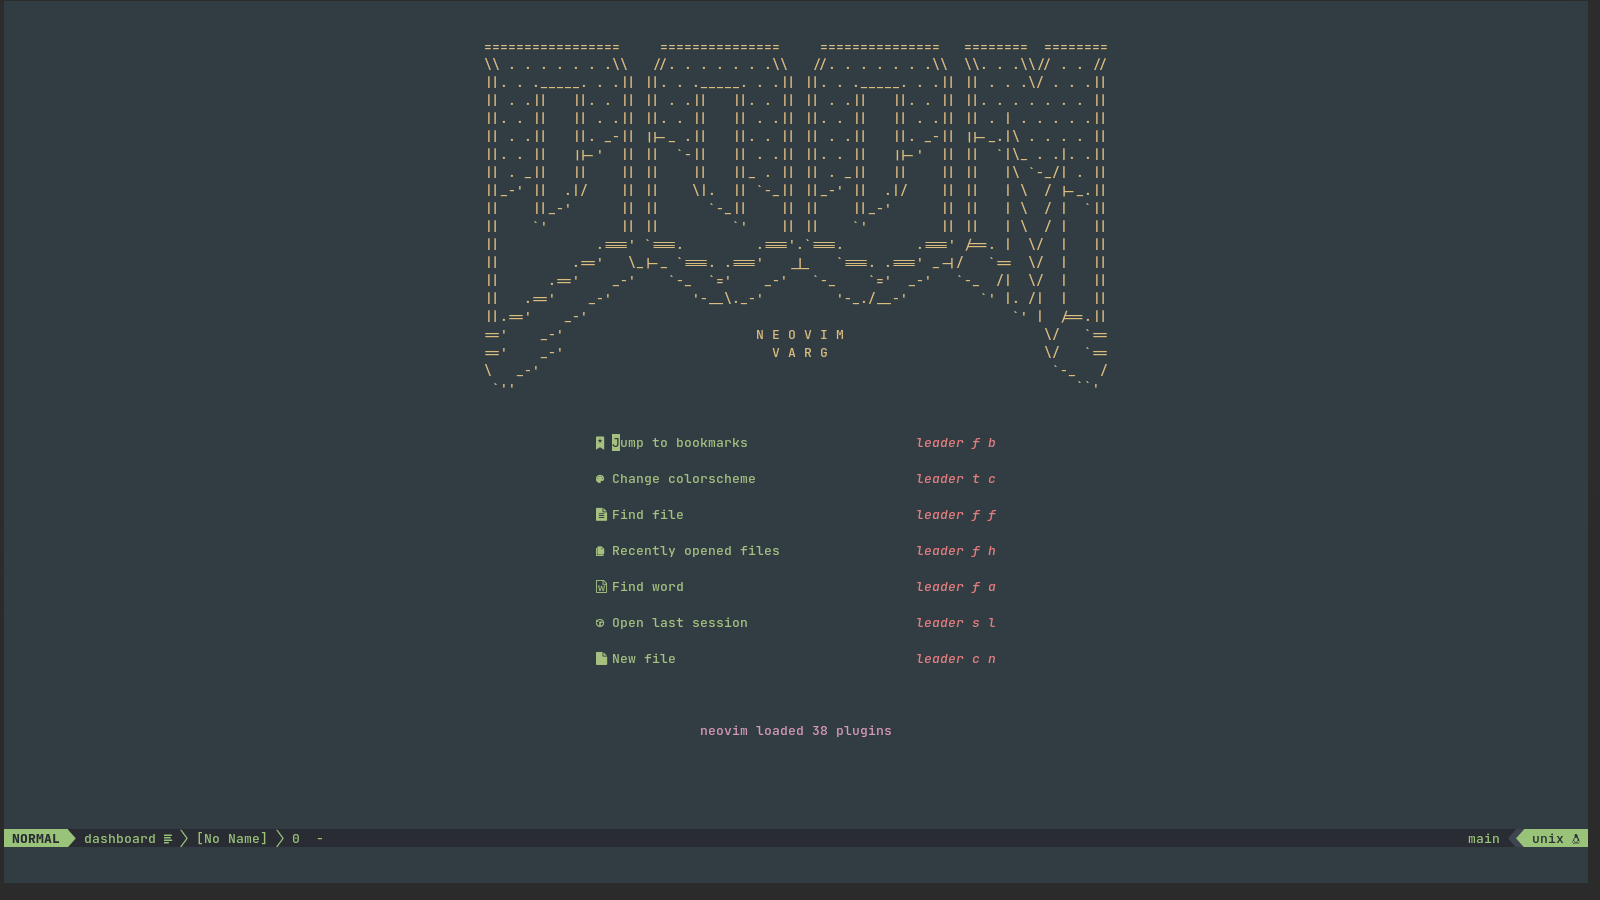 N E O V I M
V A R G
Jump to bookmarks leader f b
Change colorscheme leader t c
Find file leader f f
Recently opened files leader f h
Find word leader f a
Open last session leader s l
New file leader c n
neovim loaded 38 plugins
NORMAL dashboard [No Name] 0 - main unix